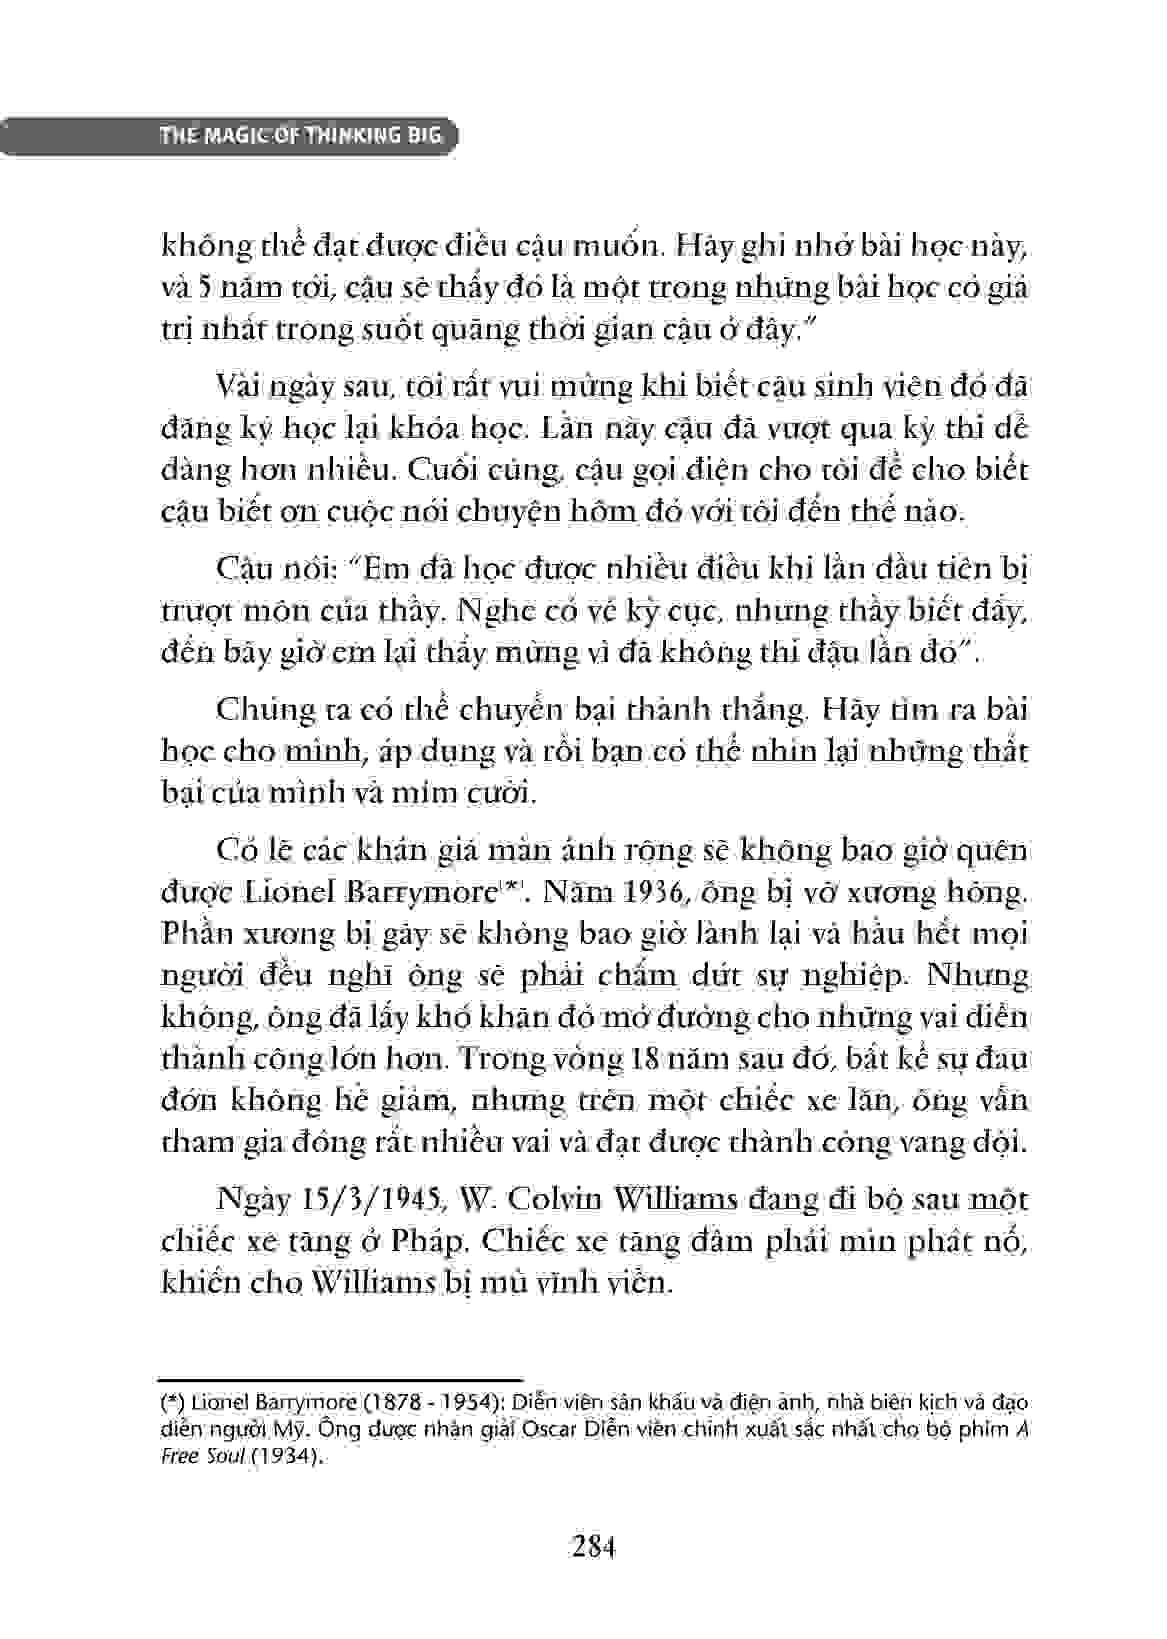 THE MAGIC OF THINKING BIG
không thể đạt được điều cậu muốn. Hãy ghi nhớ bài học này,
và 5 năm tới, cậu sẽ thấy đó là một trong những bài học có giá
trị nhất trong suốt quãng thời gian cậu ở đây.”
Vài ngày sau, tôi rất vui mừng khi biết cậu sinh viên đó đã
đăng ký học lại khóa học. Lần này cậu đã vượt qua kỳ thi dễ
dàng hơn nhiều. Cuối cùng, cậu gọi điện cho tôi để cho biết
cậu biết ơn cuộc nói chuyện hôm đó với tôi đến thế nào.
Cậu nói: “Em đã học được nhiều điều khi lần đầu tiên bị
trượt môn của thầy. Nghe có vẻ kỳ cục, nhưng thầy biết đấy,
đến bây giờ em lại thấy mừng vì đã không thi đậu lần đó”.
Chúng ta có thể chuyển bại thành thắng. Hãy tìm ra bài
học cho mình, áp dụng và rồi bạn có thể nhìn lại những thất
bại của mình và mỉm cười.
Có lẽ các khán giả màn ảnh rộng sẽ không bao giờ quên
được Lionel Barrymore(*). Năm 1936, ông bị vỡ xương hông.
Phần xương bị gãy sẽ không bao giờ lành lại và hầu hết mọi
người đều nghĩ ông sẽ phải chấm dứt sự nghiệp. Nhưng
không, ông đã lấy khó khăn đó mở đường cho những vai diễn
thành công lớn hơn. Trong vòng 18 năm sau đó, bất kể sự đau
đớn không hề giảm, nhưng trên một chiếc xe lăn, ông vẫn
tham gia đóng rất nhiều vai và đạt được thành công vang dội.
Ngày 15/3/1945, W. Colvin Williams đang đi bộ sau một
chiếc xe tăng ở Pháp. Chiếc xe tăng đâm phải mìn phát nổ,
khiến cho Williams bị mù vĩnh viễn.
(*) Lionel Barrymore (1878 - 1954): Diễn viên sân khấu và điện ảnh, nhà biên kịch và đạo
diễn người Mỹ. Ông được nhận giải Oscar Diễn viên chính xuất sắc nhất cho bộ phim A
Free Soul (1934).
284